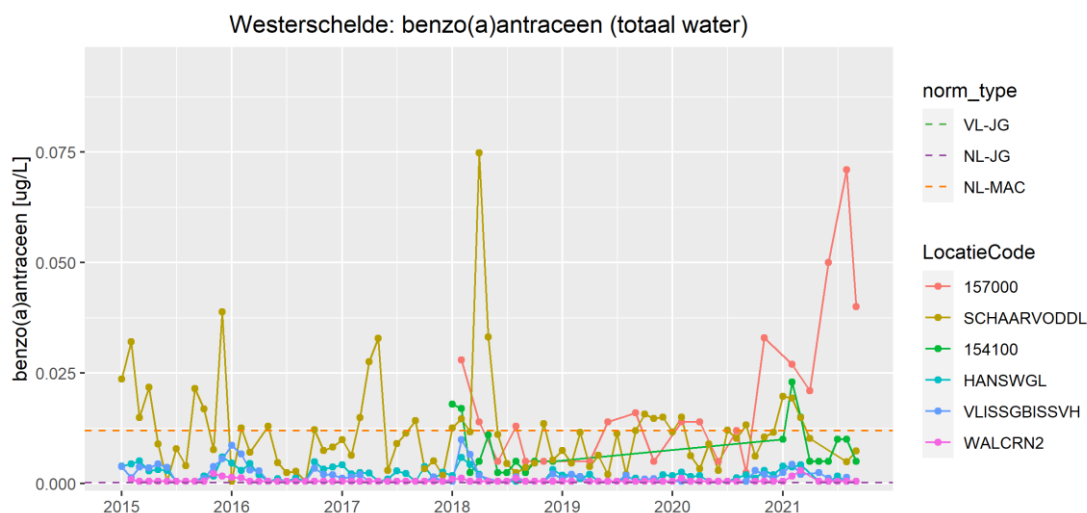 Westerschelde: benzo(a)antraceen (totaal water)
benzo(a)antraceen [ug/L]
0.075
0.050
0.025
0.000
2015 2016 2017 2018 2019 2020 2021
norm_type
VL-JG
NL-JG
NL-MAC
LocatieCode
157000
SCHAARVODDL
154100
HANSWGL
VLISSGBISSVH
WALCRN2